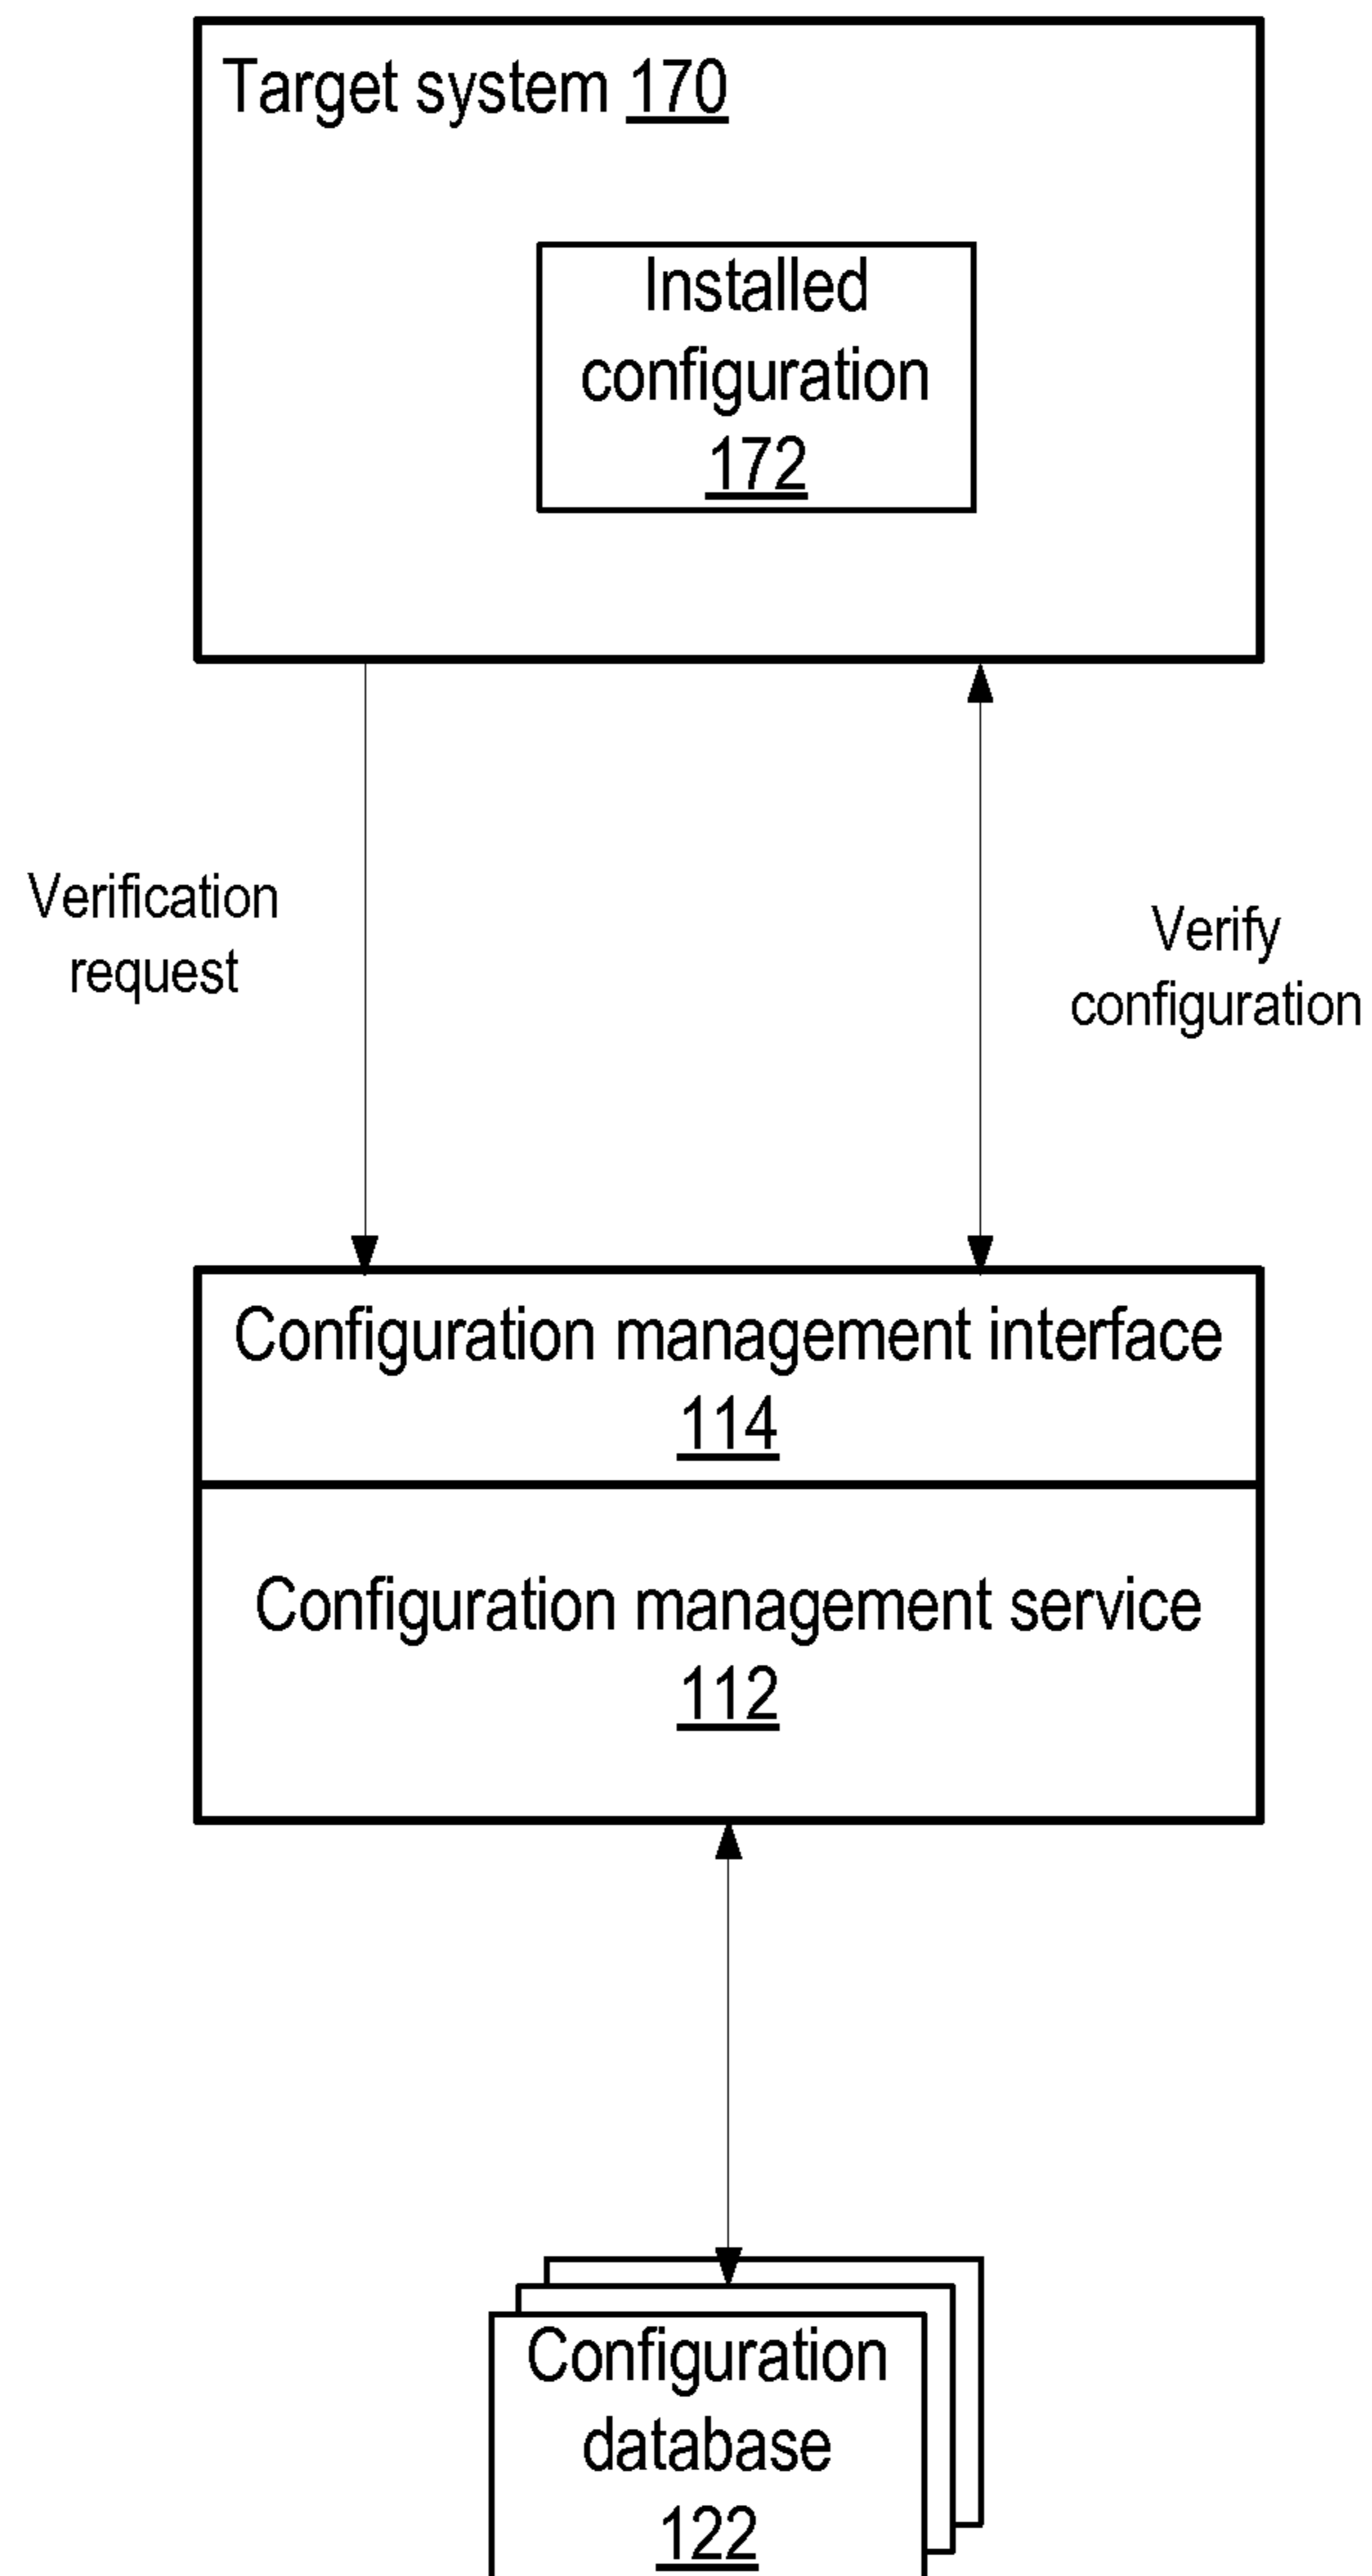 Target system 170
Installed
configuration
172
Verification
request
Verify
configuration
Configuration management interface
114
Configuration management service
112
Configuration
database
122